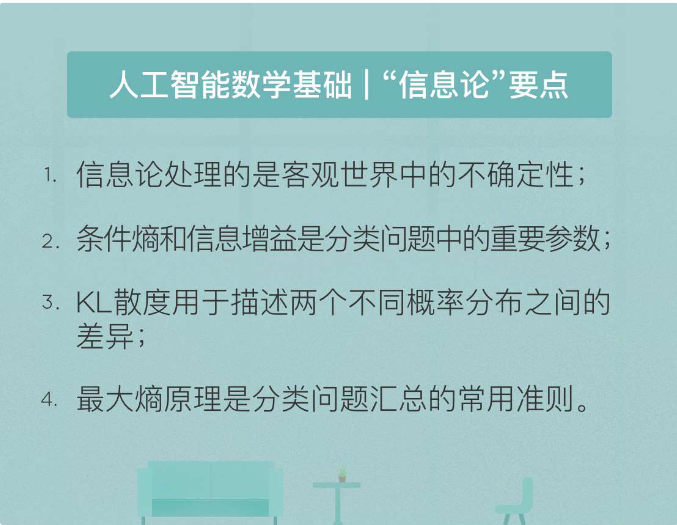 人工智能数学基础｜“信息论”要点
1. 信息论处理的是客观世界中的不确定性；
2. 条件熵和信息增益是分类问题中的重要参数；
3. KL散度用于描述两个不同概率分布之间的
差异；
4. 最大熵原理是分类问题汇总的常用准则。